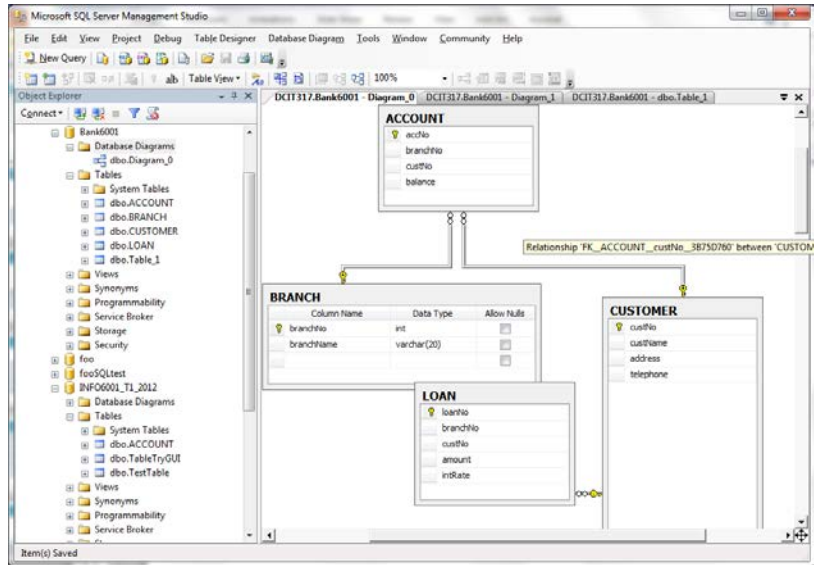 Microsoft SQL Server Management Studio
File Edit View Project Debug Table Designer Database Diagram Tools Window Community Help
New Query
Table View 100%
Object Explorer
Connect
Bank6001
Database Diagrams
dbo.Diagram_0
Tables
System Tables
dbo.ACCOUNT
dbo.BRANCH
dbo.CUSTOMER
dbo.LOAN
dbo.Table_1
Views
Synonyms
Programmability
Service Broker
Storage
Security
foo
fooSQLtest
INFO6001_T1_2012
Database Diagrams
Tables
System Tables
dbo.ACCOUNT
dbo.TableTryGUI
dbo.TestTable
Views
Synonyms
Programmability
Service Broker
DCIT317.Bank6001 - Diagram_0 DCIT317.Bank6001 - Diagram_1 DCIT317.Bank6001 - dbo.Table_1
ACCOUNT
accNo
branchNo
custNo
balance
Relationship 'FK__ACCOUNT__custNo__3B75D760' between 'CUSTOM
BRANCH
Column Name Data Type Allow Nulls
branchNo int
branchName varchar(20)
CUSTOMER
custNo
custName
address
telephone
LOAN
loanNo
branchNo
custNo
amount
intRate
Item(s) Saved